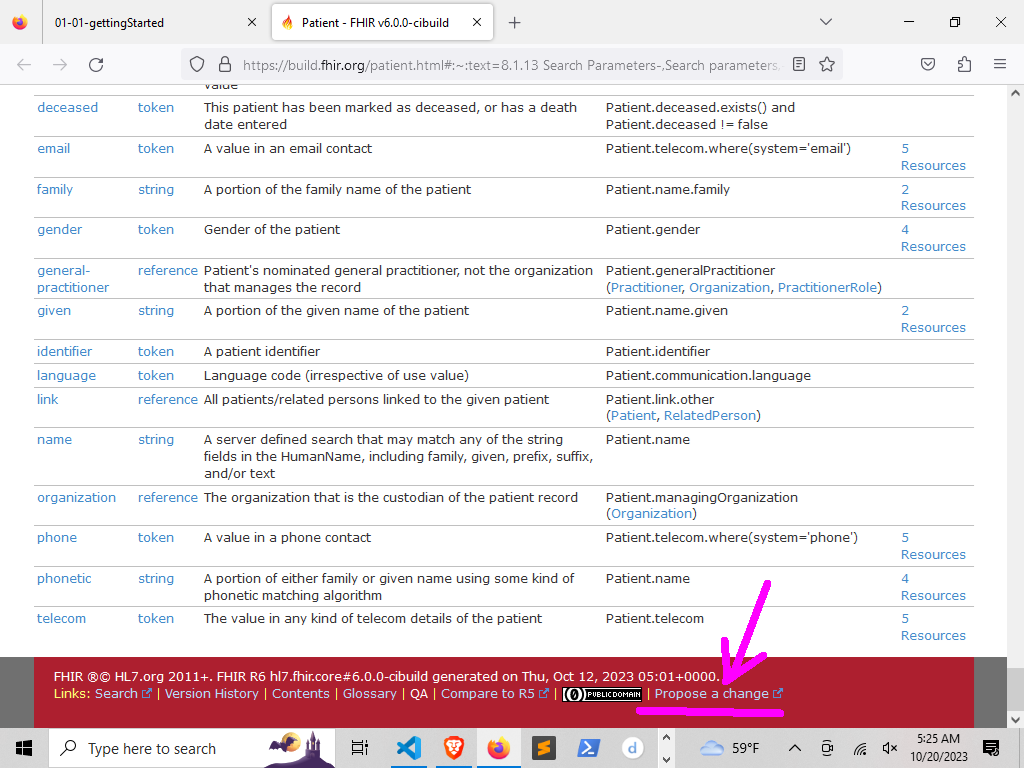 01-01-gettingStarted
Patient - FHIR v6.0.0-cibuild
https://build.fhir.org/patient.html#:~:text=8.1.13 Search Parameters-,Search parameters,
value
deceased token This patient has been marked as deceased, or has a death date entered Patient.deceased.exists() and Patient.deceased != false
email token A value in an email contact Patient.telecom.where(system='email') 5 Resources
family string A portion of the family name of the patient Patient.name.family 2 Resources
gender token Gender of the patient Patient.gender 4 Resources
general-practitioner reference Patient's nominated general practitioner, not the organization that manages the record Patient.generalPractitioner (Practitioner, Organization, PractitionerRole)
given string A portion of the given name of the patient Patient.name.given 2 Resources
identifier token A patient identifier Patient.identifier
language token Language code (irrespective of use value) Patient.communication.language
link reference All patients/related persons linked to the given patient Patient.link.other (Patient, RelatedPerson)
name string A server defined search that may match any of the string fields in the HumanName, including family, given, prefix, suffix, and/or text Patient.name
organization reference The organization that is the custodian of the patient record Patient.managingOrganization (Organization)
phone token A value in a phone contact Patient.telecom.where(system='phone') 5 Resources
phonetic string A portion of either family or given name using some kind of phonetic matching algorithm Patient.name 4 Resources
telecom token The value in any kind of telecom details of the patient Patient.telecom 5 Resources
FHIR ®© HL7.org 2011+. FHIR R6 hl7.fhir.core#6.0.0-cibuild generated on Thu, Oct 12, 2023 05:01+0000.
Links: Search | Version History | Contents | Glossary | QA | Compare to R5 | PUBLIC DOMAIN | Propose a change
Type here to search
59°F
5:25 AM
10/20/2023